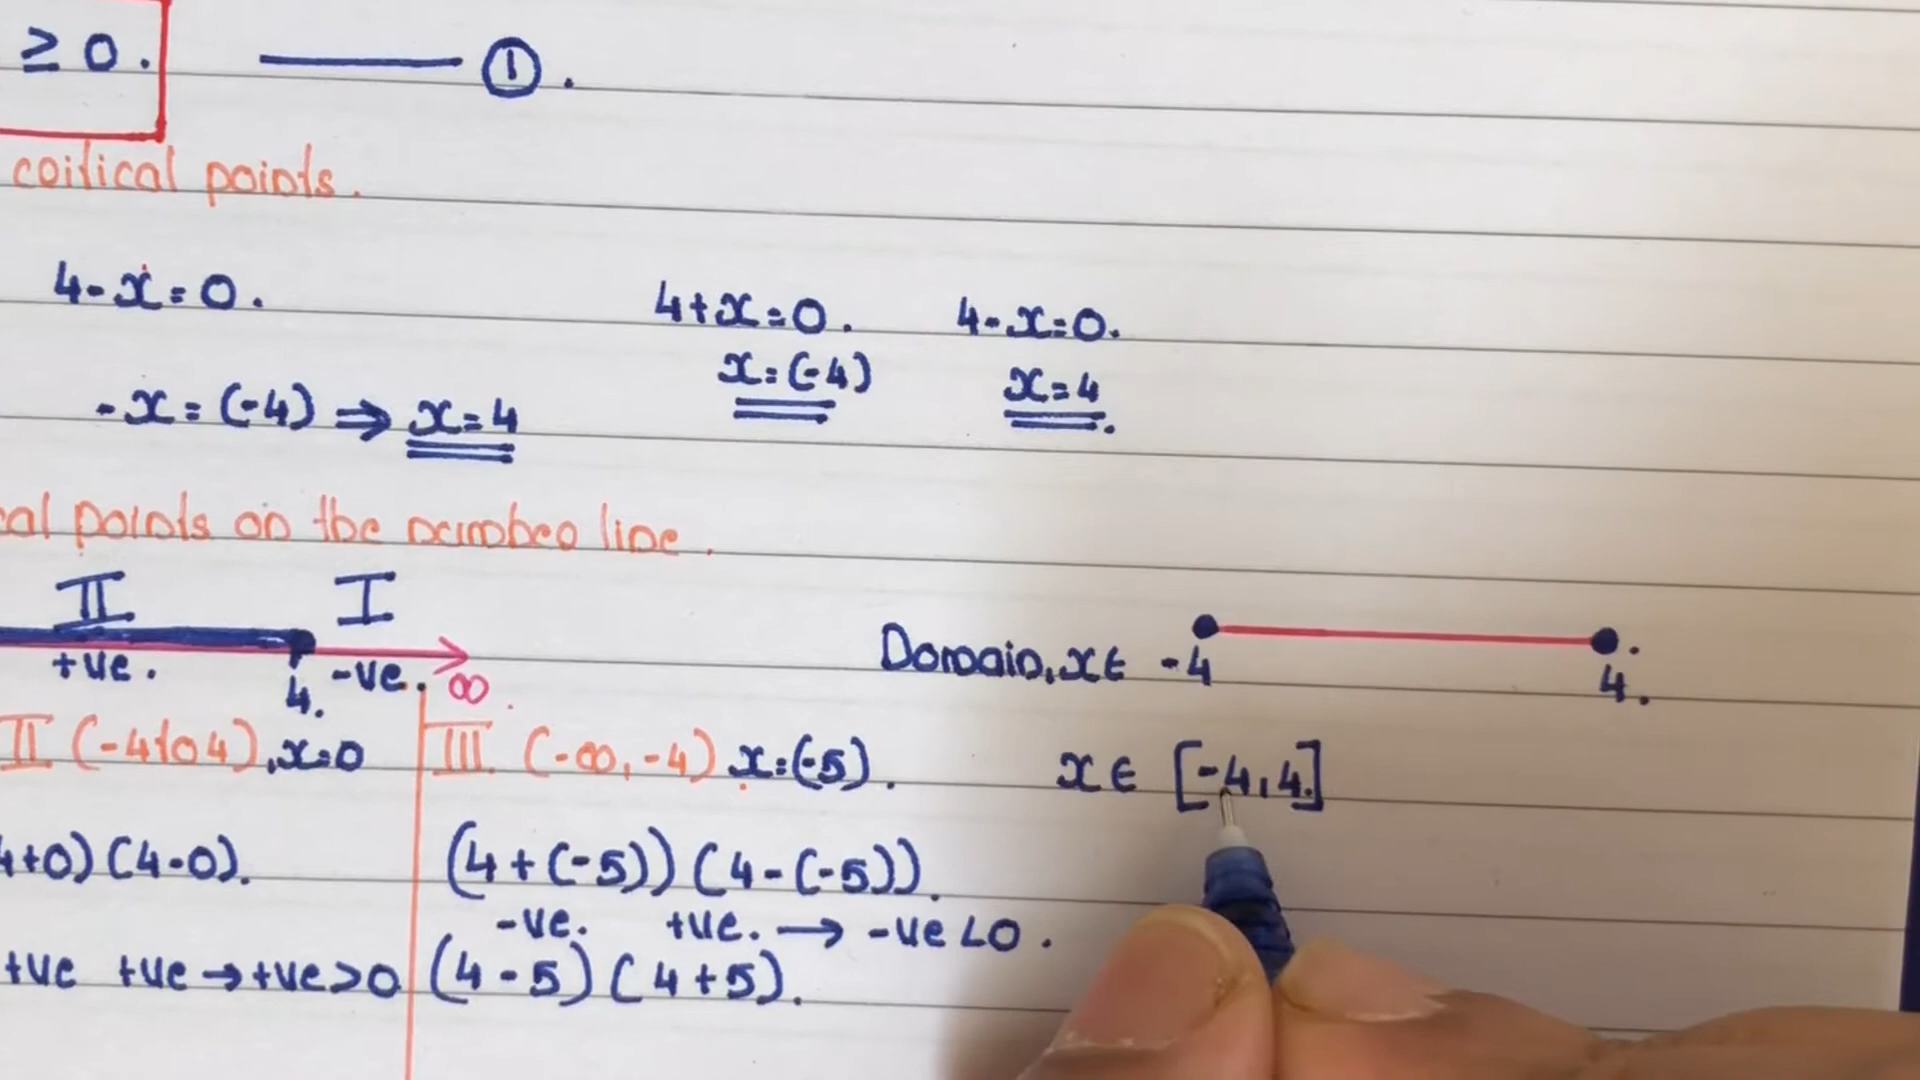 ≥ 0. ——— ①.
critical points.
4-x=0. 4+x=0. 4-x=0.
x=(-4) x=4
-x=(-4) ⇒ x=4
cal points on the number line.
II I
+ve. 4. -ve. ∞
Domain, x∈ -4 4.
II (-4 to 4), x=0 III (-∞, -4) x=(-5). x∈ [-4,4.]
4+0)(4-0). (4+(-5))(4-(-5)).
-ve. +ve. → -ve<0.
+ve +ve→+ve>0 (4-5)(4+5).